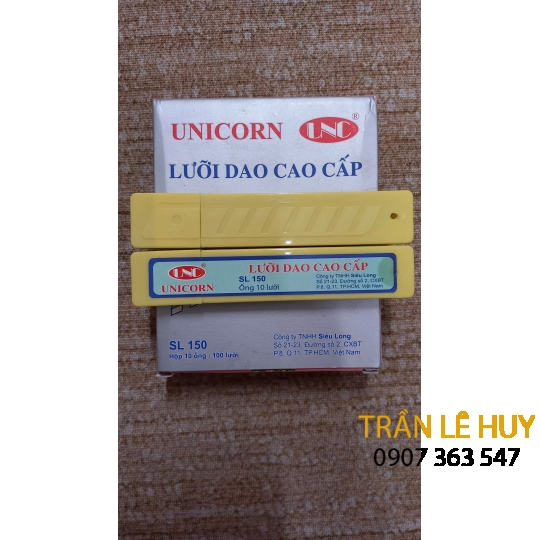 UNICORN UNC ®
LƯỠI DAO CAO CẤP
UNC ® LƯỠI DAO CAO CẤP
UNICORN
SL 150
Ống 10 lưỡi
Công ty TNHH Siêu Long
Số 21-23, Đường số 2, CXBT
P.8, Q.11, TP.HCM, Việt Nam
SL 150
Hộp 10 ống - 100 lưỡi
Công ty TNHH Siêu Long
Số 21-23, Đường số 2, CXBT
P.8, Q.11, TP.HCM, Việt Nam
TRẦN LÊ HUY
0907 363 547